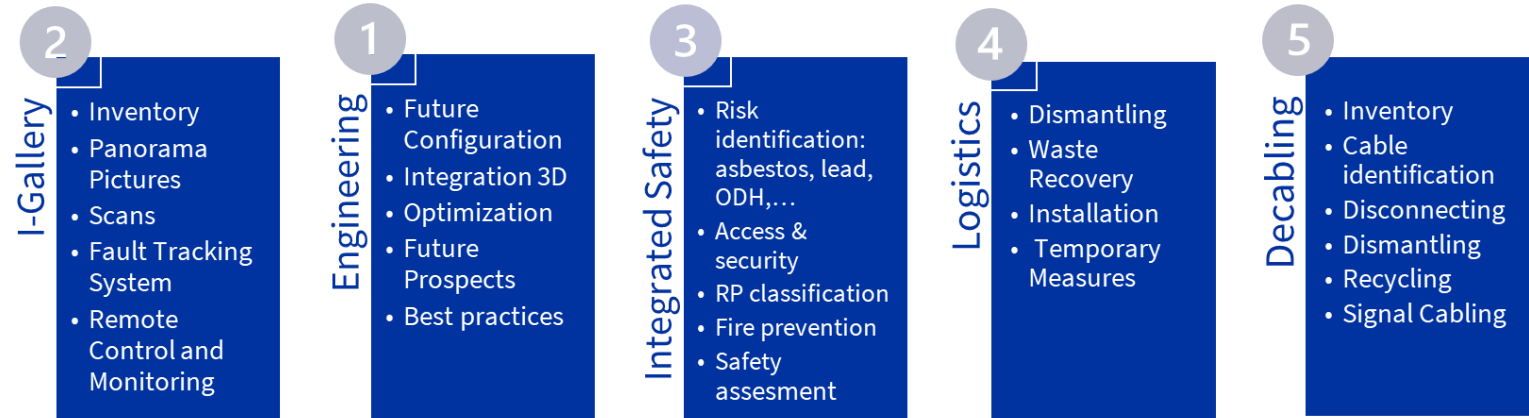 2
I-Gallery
• Inventory
• Panorama
Pictures
• Scans
• Fault Tracking
System
• Remote
Control and
Monitoring
1
Engineering
• Future
Configuration
• Integration 3D
• Optimization
• Future
Prospects
• Best practices
3
Integrated Safety
• Risk
identification:
asbestos, lead,
ODH,...
• Access &
security
• RP classification
• Fire prevention
• Safety
assesment
4
Logistics
• Dismantling
• Waste
Recovery
• Installation
• Temporary
Measures
5
Decabling
• Inventory
• Cable
identification
• Disconnecting
• Dismantling
• Recycling
• Signal Cabling